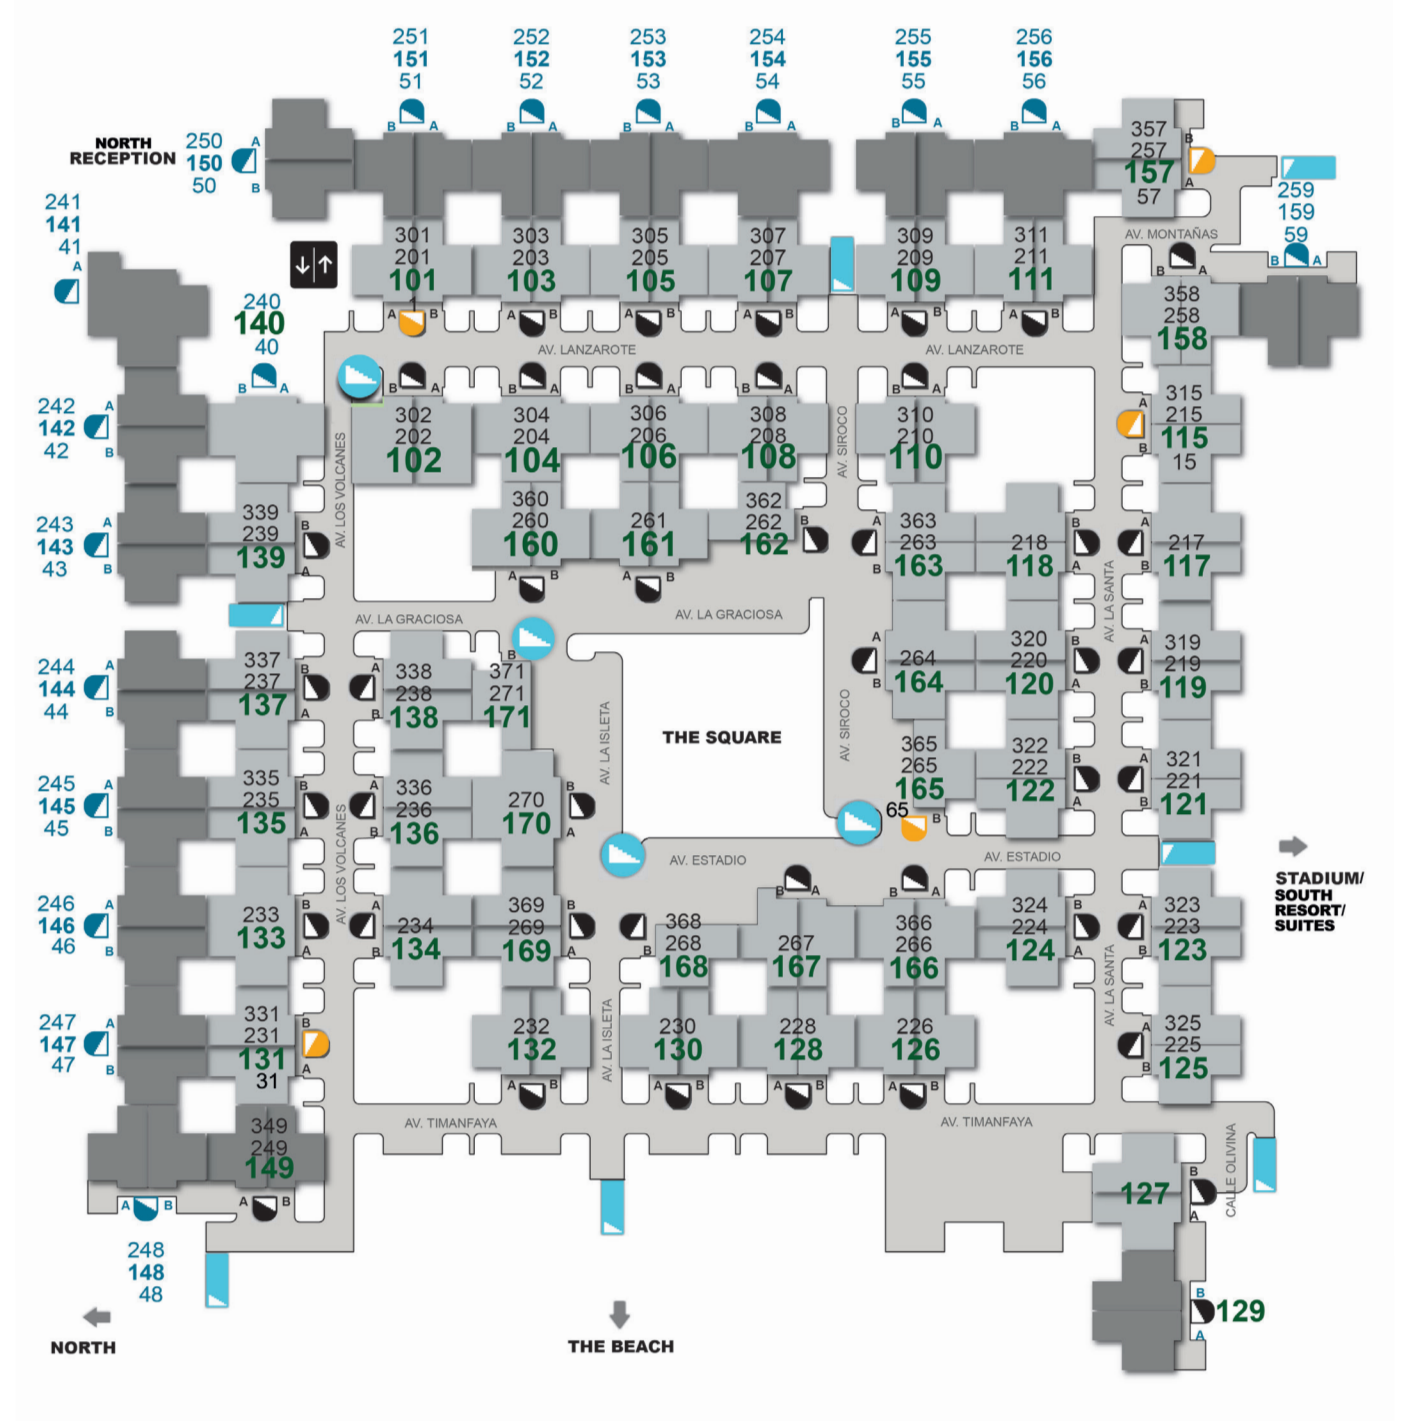 251
151
51
252
152
52
253
153
53
254
154
54
255
155
55
256
156
56
B A
B A
B A
B A
B A
B A
NORTH
RECEPTION
250
150
50
A
B
357
257
157
57
B
A
259
159
59
B A
241
141
41
A
AV. MONTAÑAS
B A
301
201
101
1
303
203
103
305
205
105
307
207
107
309
209
109
311
211
111
358
258
158
240
140
40
B A
A B
A B
A B
A B
A B
A B
AV. LANZAROTE
AV. LANZAROTE
B A
B A
B A
B A
B A
242
142
42
A
B
302
202
102
304
204
104
306
206
106
308
208
108
310
210
110
315
215
115
15
A
B
AV. LOS VOLCANES
AV. SIROCO
243
143
43
A
B
339
239
139
B
A
360
260
160
261
161
362
262
162
B
A
A
B
363
263
163
218
118
B
A
A
B
217
117
A B
A B
AV. LA SANTA
AV. LA GRACIOSA
AV. LA GRACIOSA
244
144
44
A
B
337
237
137
B
A
A
B
338
238
138
B
371
271
171
A
B
264
164
320
220
120
B
A
A
B
319
219
119
AV. LA ISLETA
THE SQUARE
AV. SIROCO
245
145
45
A
B
335
235
135
B
A
A
B
336
236
136
270
170
B
A
365
265
165
65
B A
322
222
122
B
A
A
B
321
221
121
AV. LOS VOLCANES
AV. ESTADIO
AV. ESTADIO
STADIUM/
SOUTH
RESORT/
SUITES
246
146
46
A
B
233
133
B
A
A
B
234
134
369
269
169
B
A
B
368
268
168
B A
267
167
B A
366
266
166
324
224
124
B
A
A
B
323
223
123
AV. LA ISLETA
AV. LA SANTA
247
147
47
A
B
331
231
131
31
B
A
232
132
230
130
228
128
226
126
A
B
325
225
125
A B
A B
A B
A B
AV. TIMANFAYA
AV. TIMANFAYA
349
249
149
A B
A B
248
148
48
127
B
A
CALLE OLIVINA
B
129
A
NORTH
THE BEACH